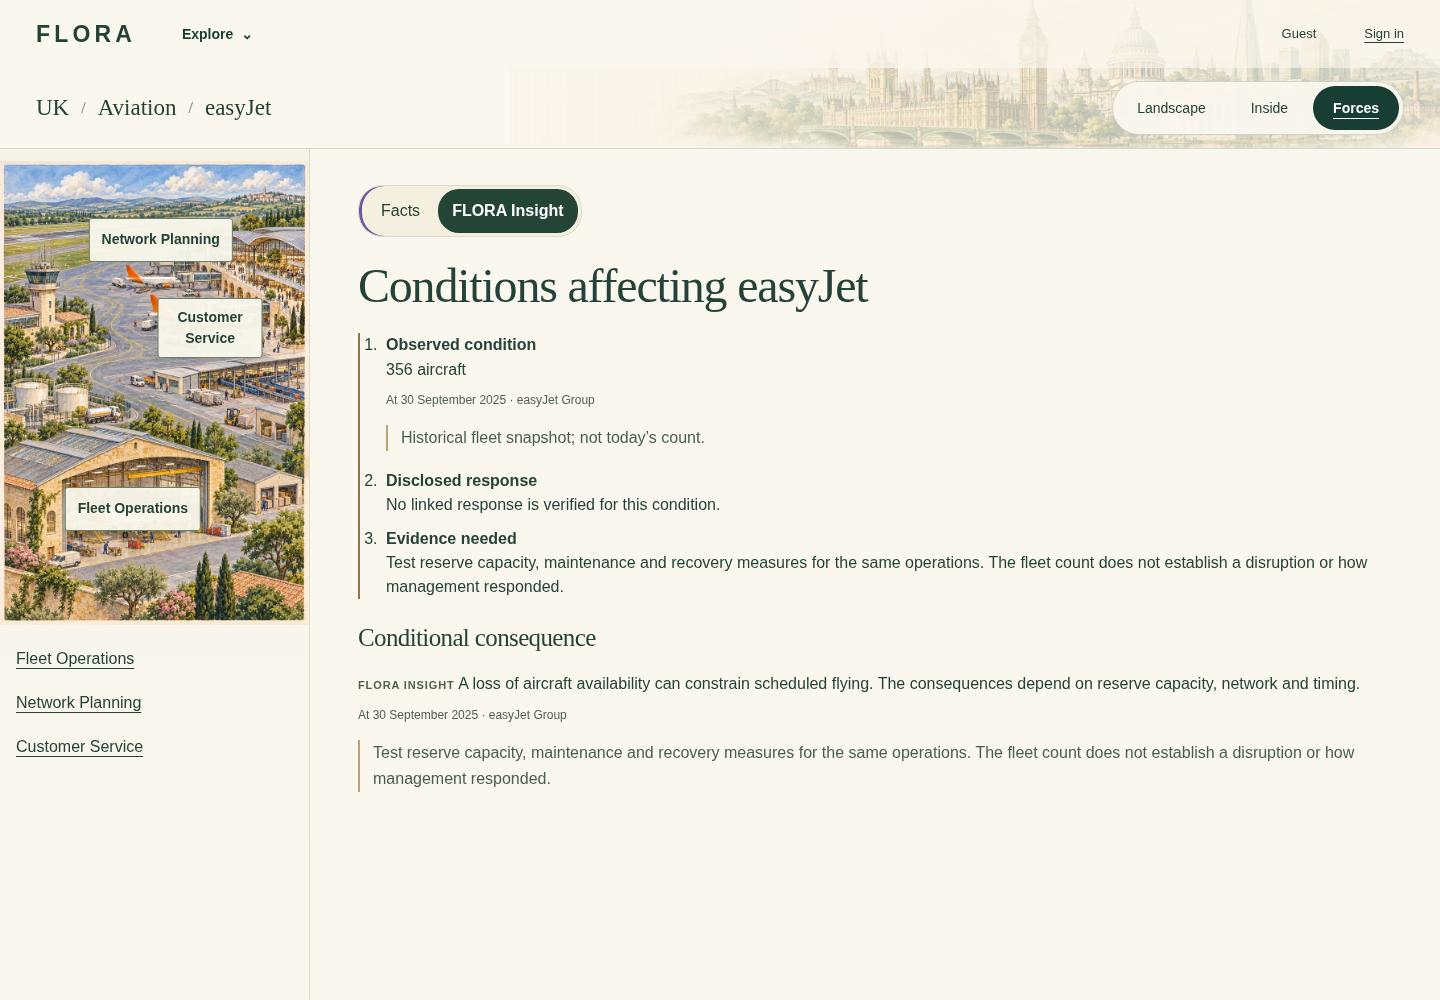 FLORA
Explore
Guest
Sign in
UK / Aviation / easyJet
Landscape
Inside
Forces
Network Planning
Customer
Service
Fleet Operations
Fleet Operations
Network Planning
Customer Service
Facts
FLORA Insight
Conditions affecting easyJet
1. Observed condition
356 aircraft
At 30 September 2025 · easyJet Group
Historical fleet snapshot; not today’s count.
2. Disclosed response
No linked response is verified for this condition.
3. Evidence needed
Test reserve capacity, maintenance and recovery measures for the same operations. The fleet count does not establish a disruption or how
management responded.
Conditional consequence
FLORA INSIGHT A loss of aircraft availability can constrain scheduled flying. The consequences depend on reserve capacity, network and timing.
At 30 September 2025 · easyJet Group
Test reserve capacity, maintenance and recovery measures for the same operations. The fleet count does not establish a disruption or how
management responded.